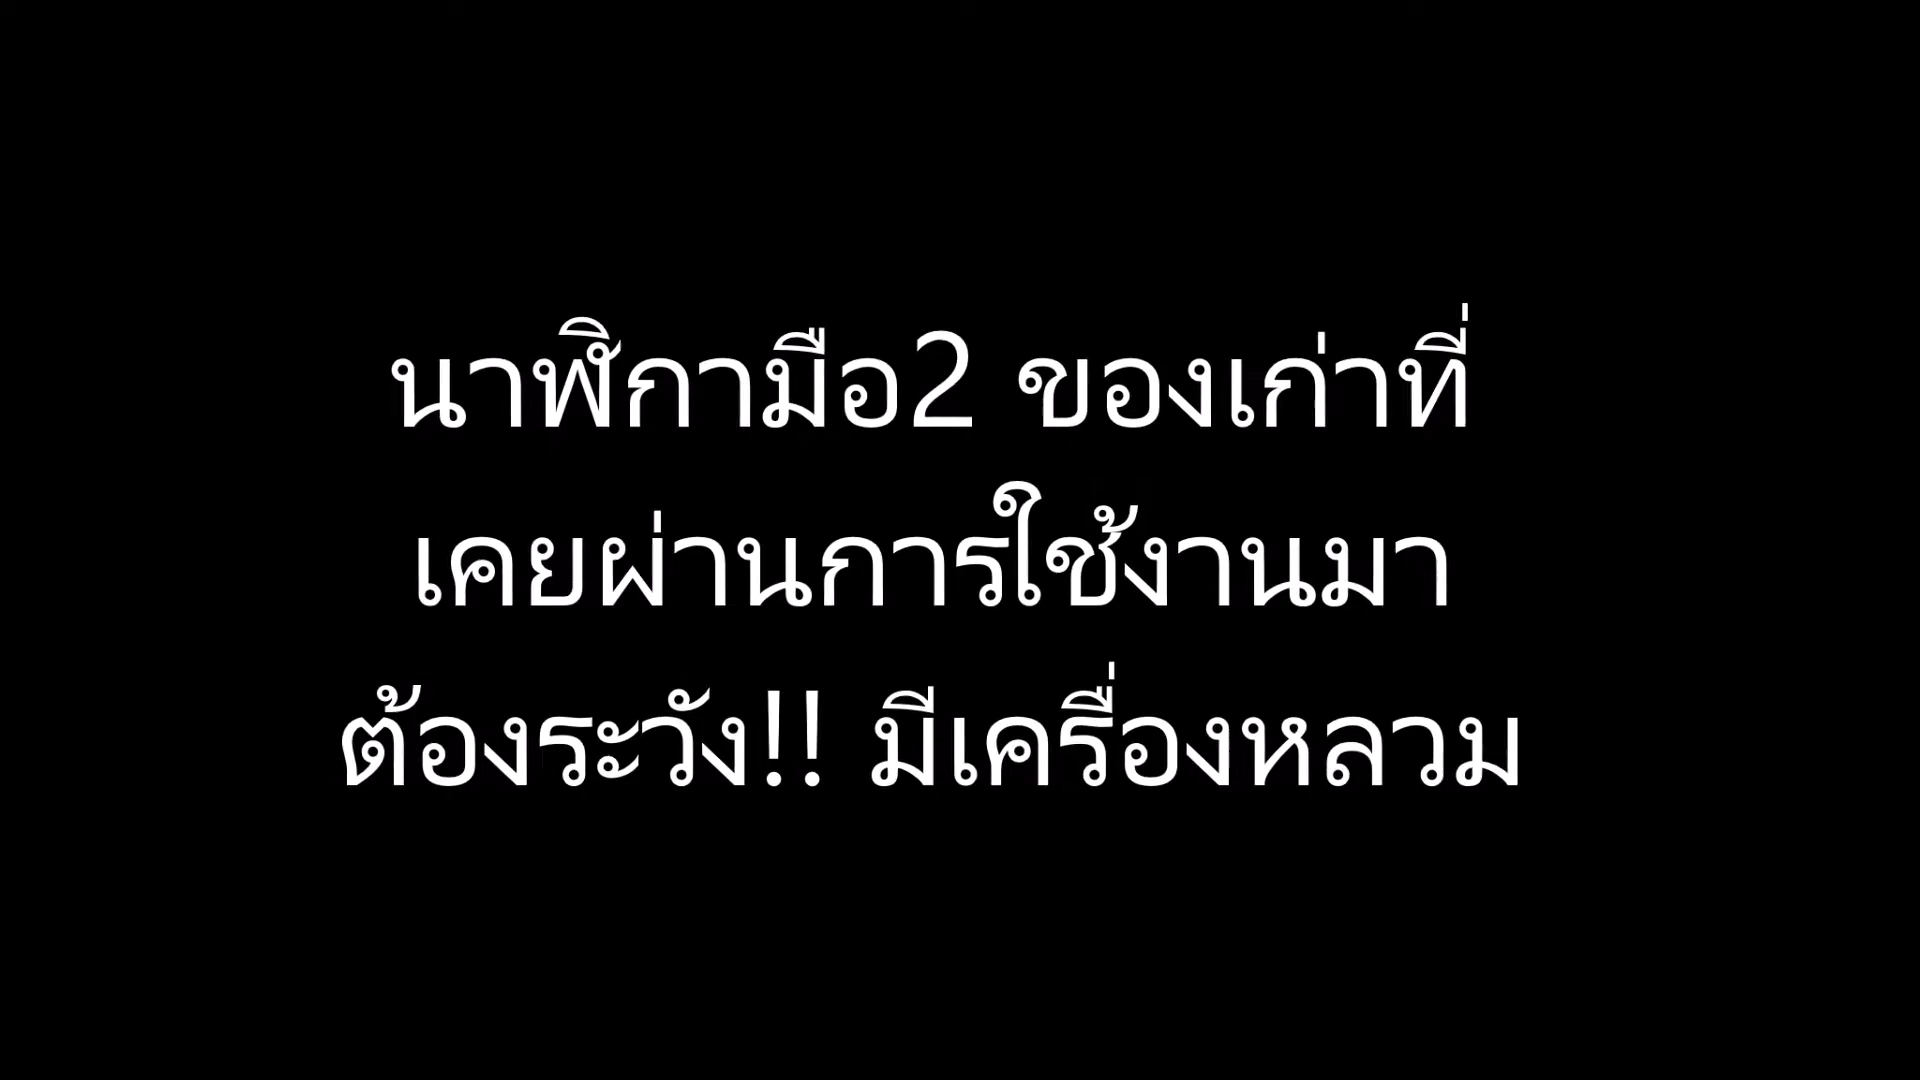 นาฬิกามือ2 ของเก่าที่
เคยผ่านการใช้งานมา
ต้องระวัง!! มีเครื่องหลวม